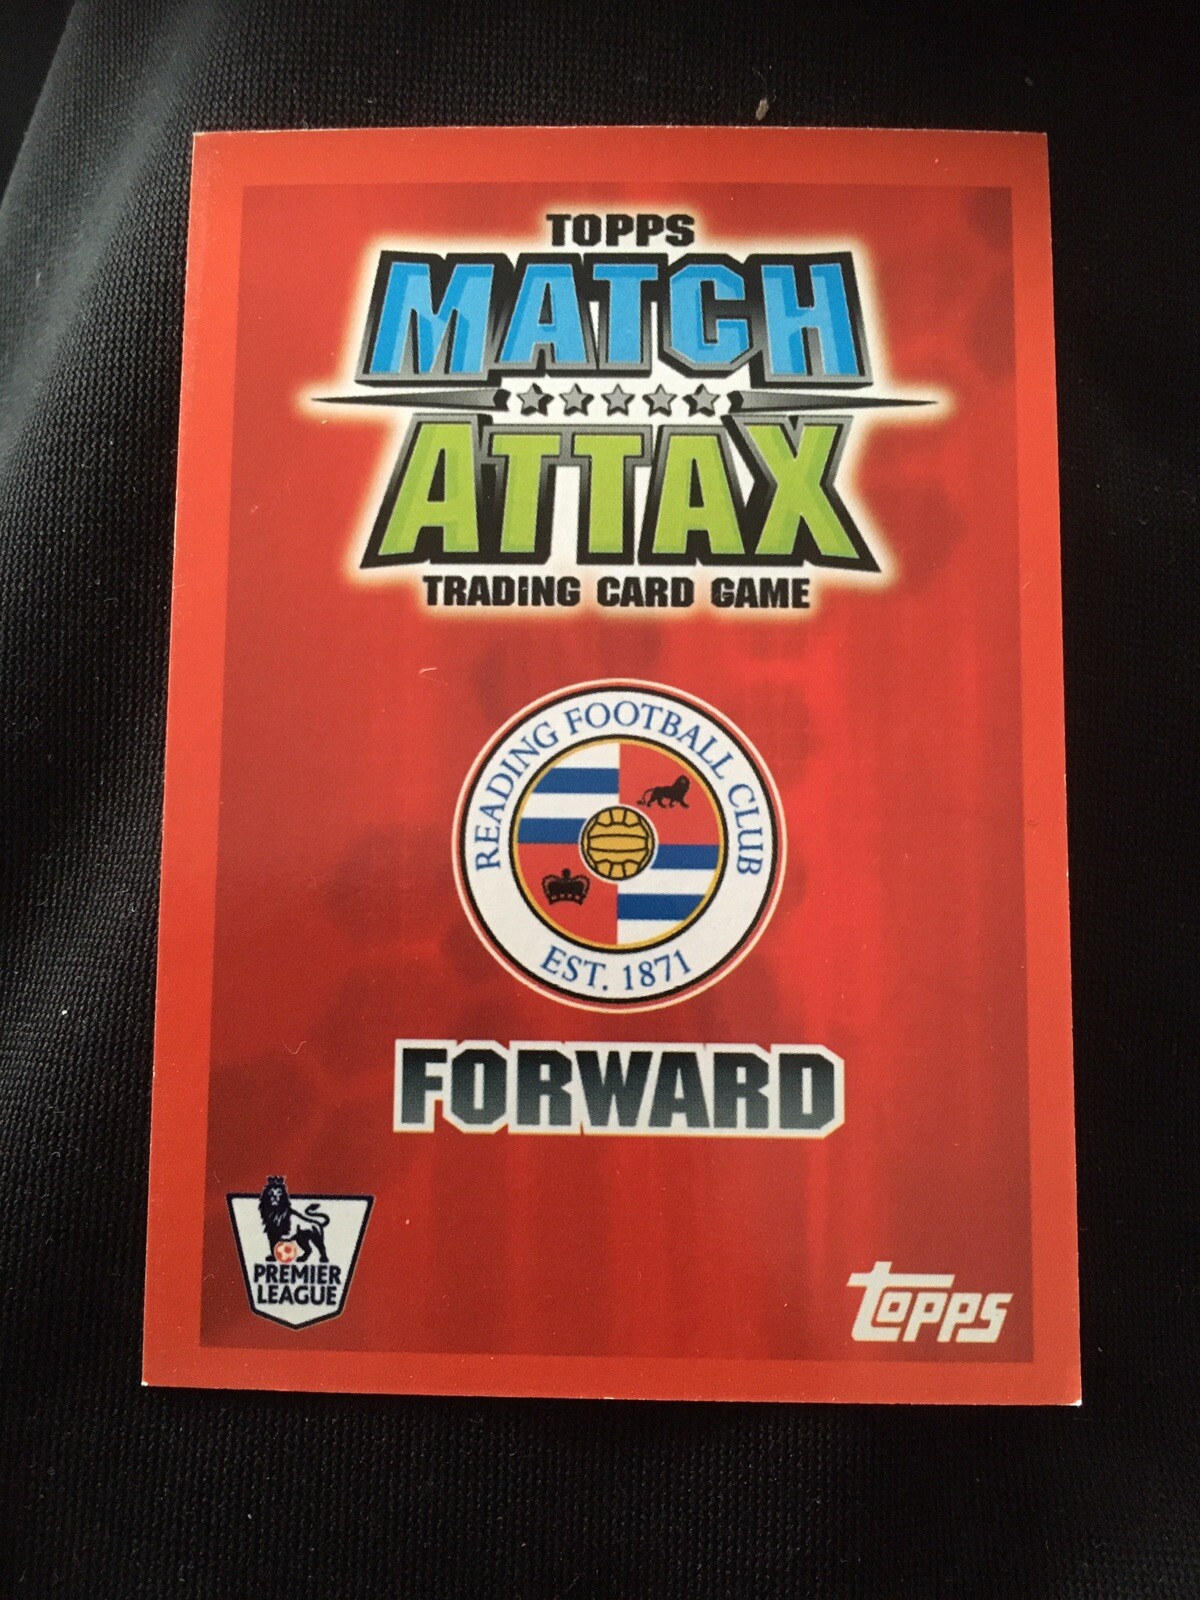 TOPPS
MATCH
ATTAX
TRADING CARD GAME
READING FOOTBALL CLUB
EST. 1871
FORWARD
PREMIER
LEAGUE
TOPPS